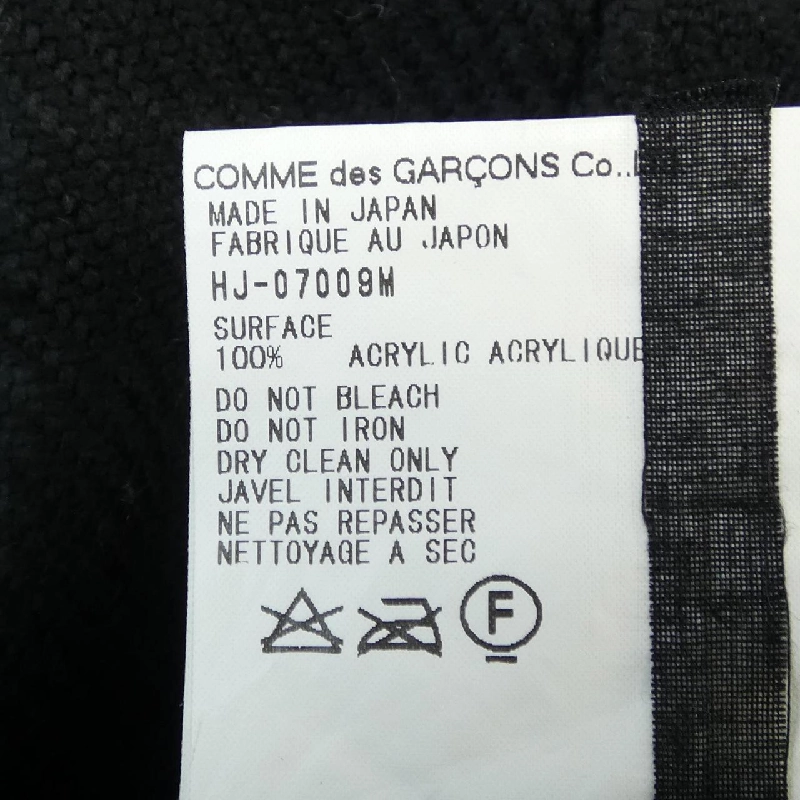 COMME des GARÇONS Co..L
MADE IN JAPAN
FABRIQUE AU JAPON
HJ-07009M
SURFACE
100% ACRYLIC ACRYLIQUE
DO NOT BLEACH
DO NOT IRON
DRY CLEAN ONLY
JAVEL INTERDIT
NE PAS REPASSER
NETTOYAGE A SEC
F